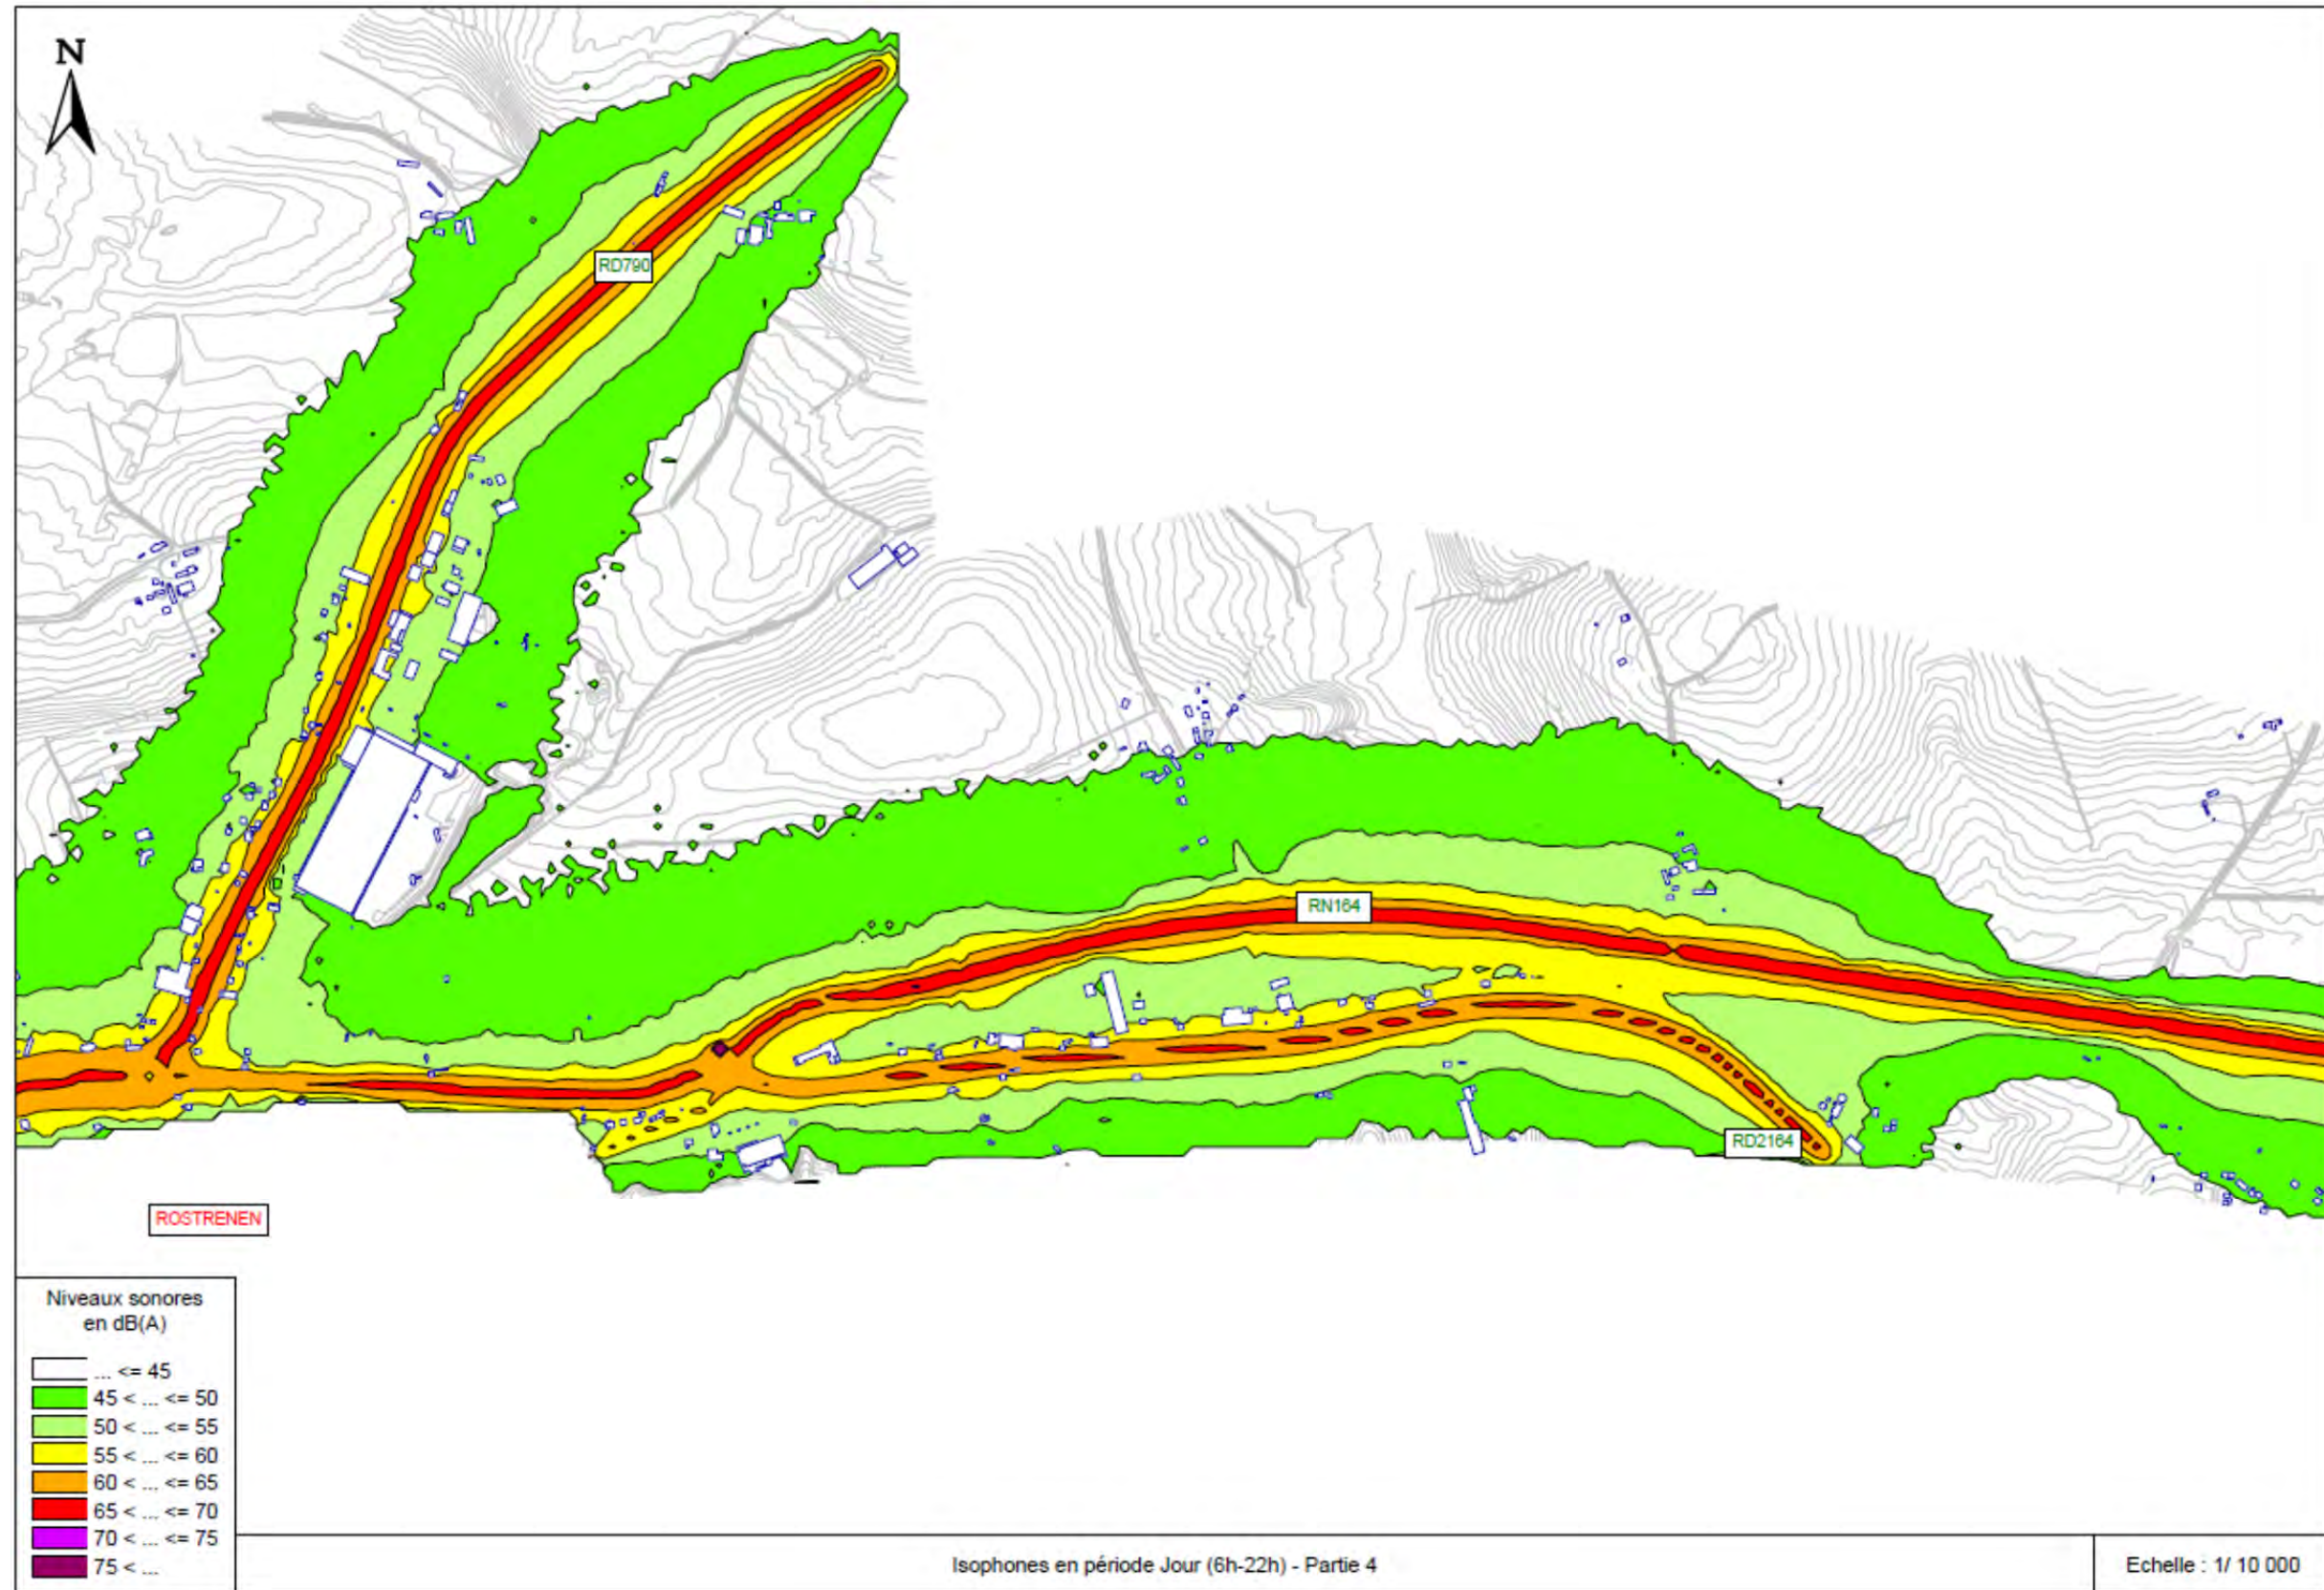 N
RD790
RN164
RD2164
ROSTRENEN
Niveaux sonores
en dB(A)
... <= 45
45 < ... <= 50
50 < ... <= 55
55 < ... <= 60
60 < ... <= 65
65 < ... <= 70
70 < ... <= 75
75 < ...
Isophones en période Jour (6h-22h) - Partie 4
Echelle : 1/ 10 000